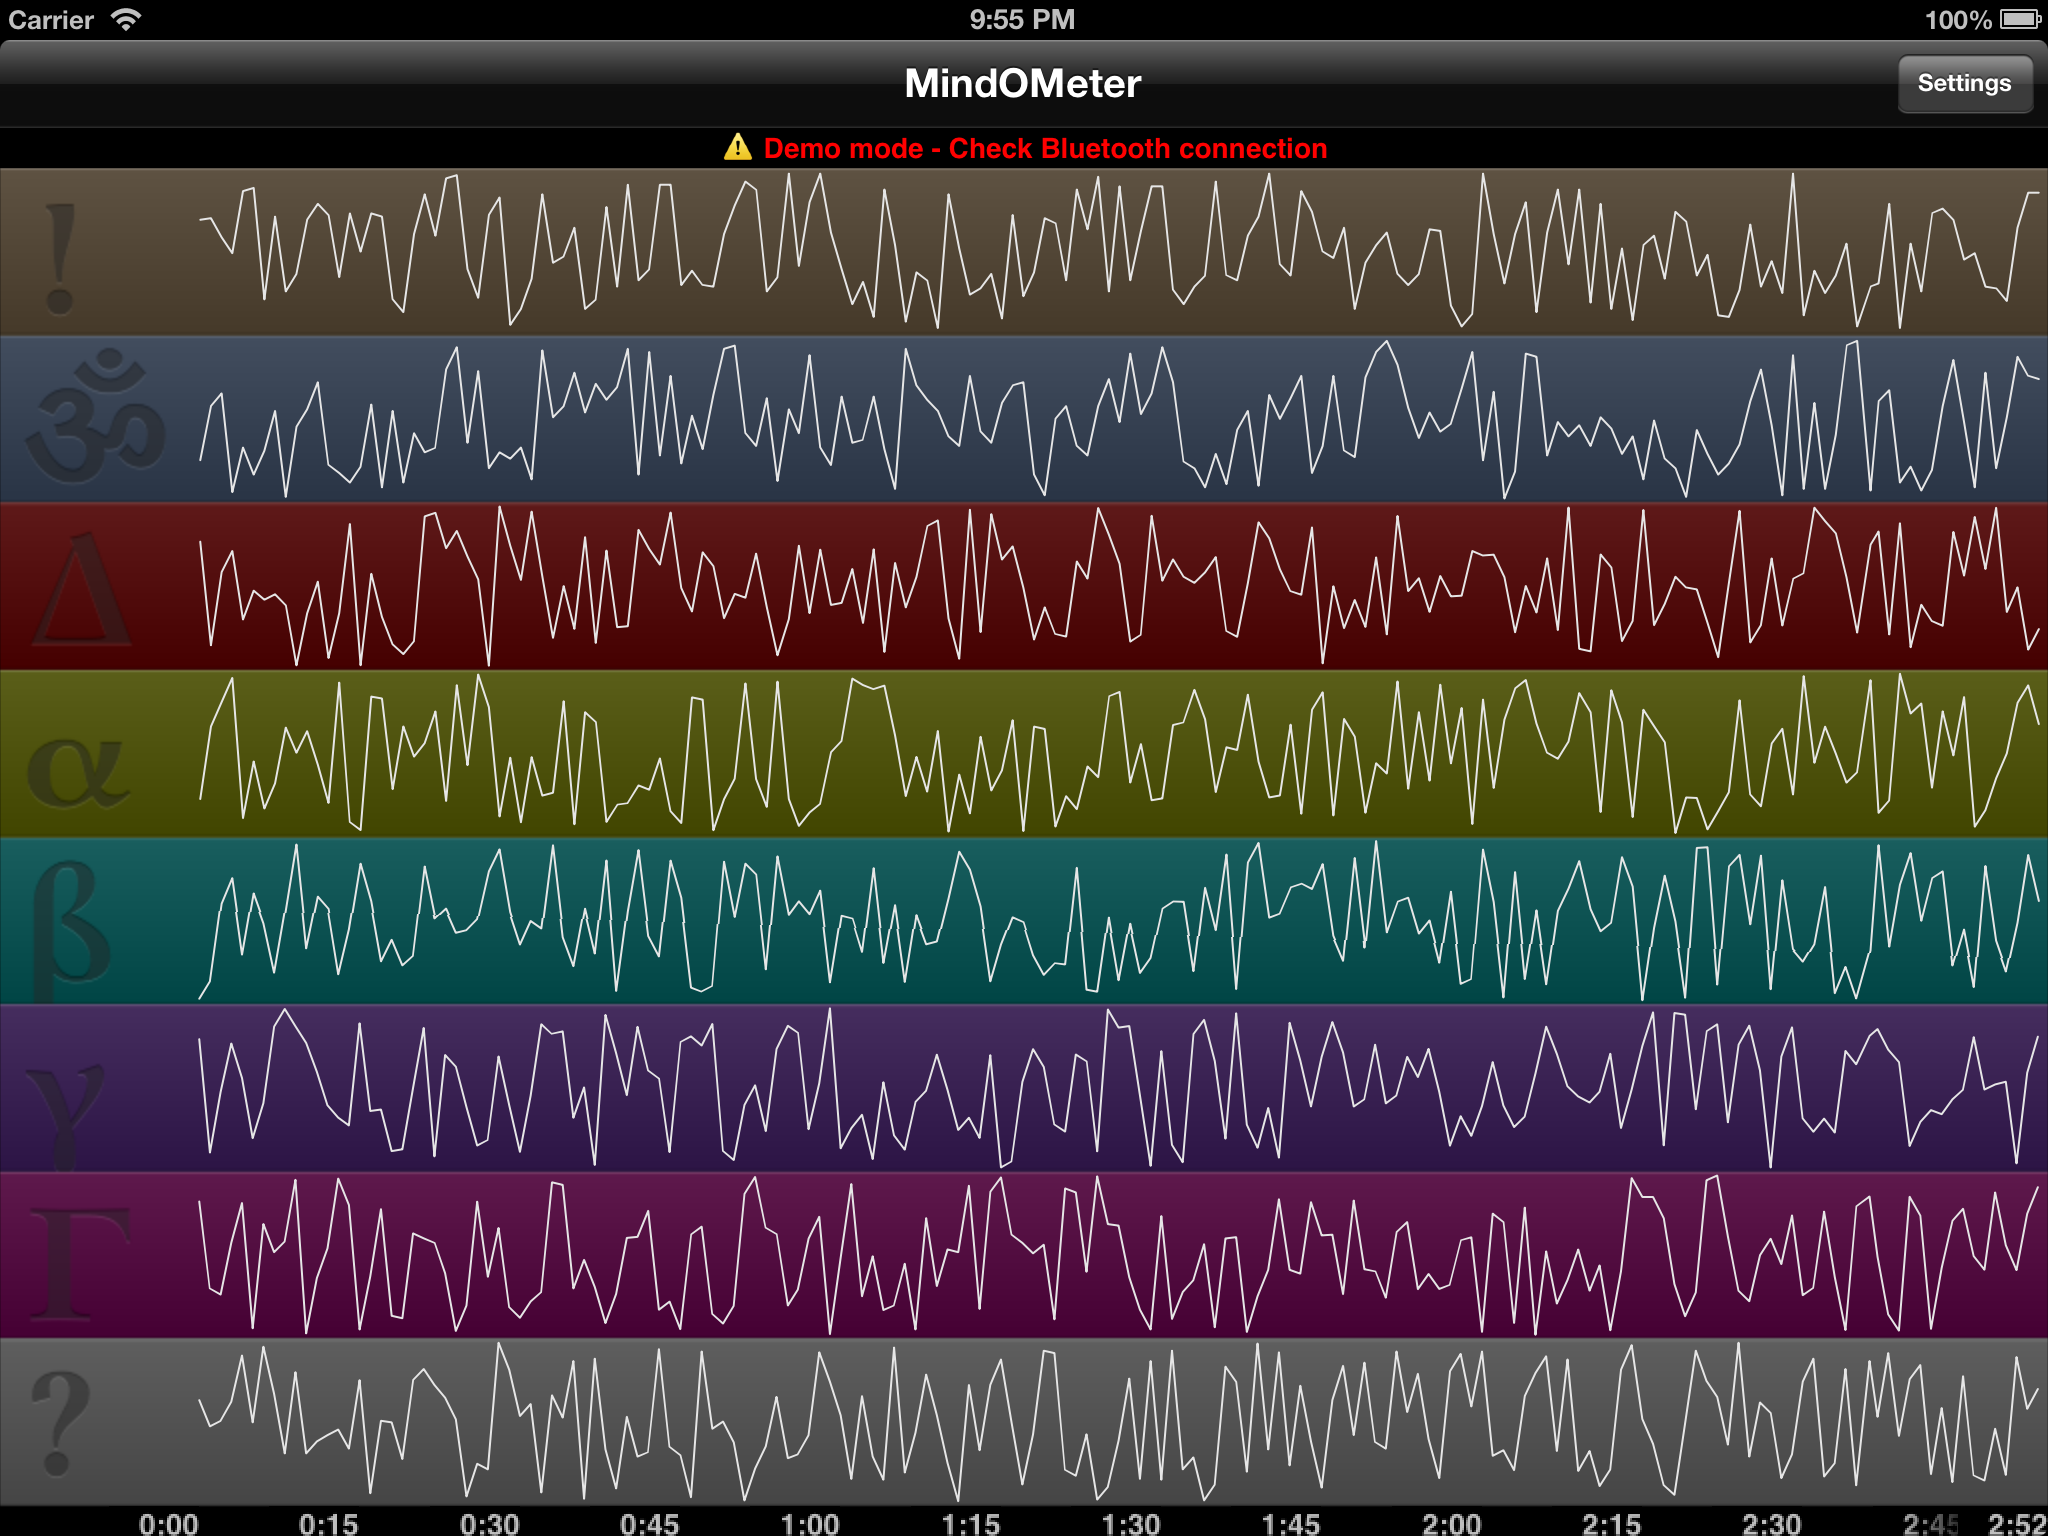 Carrier 9:55 PM 100%
MindOMeter Settings
Demo mode - Check Bluetooth connection
!
ॐ
Δ
α
β
γ
Γ
?
0:00 0:15 0:30 0:45 1:00 1:15 1:30 1:45 2:00 2:15 2:30 2:45 2:52